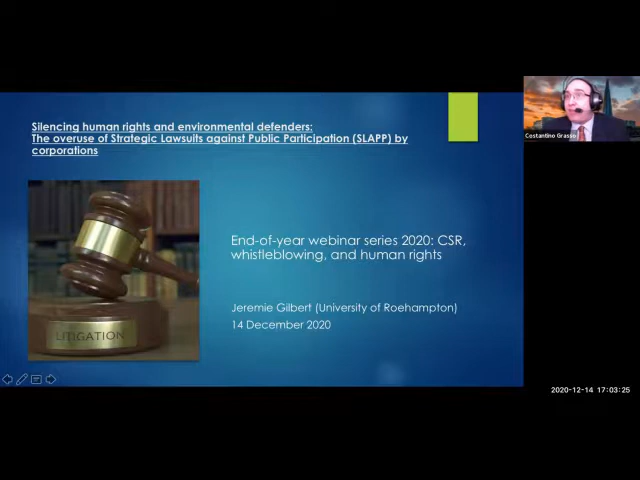 Silencing human rights and environmental defenders:
The overuse of Strategic Lawsuits against Public Participation (SLAPP) by
corporations
End-of-year webinar series 2020: CSR,
whistleblowing, and human rights
Jeremie Gilbert (University of Roehampton)
14 December 2020
LITIGATION
Costantino Grasso
2020-12-14 17:03:25